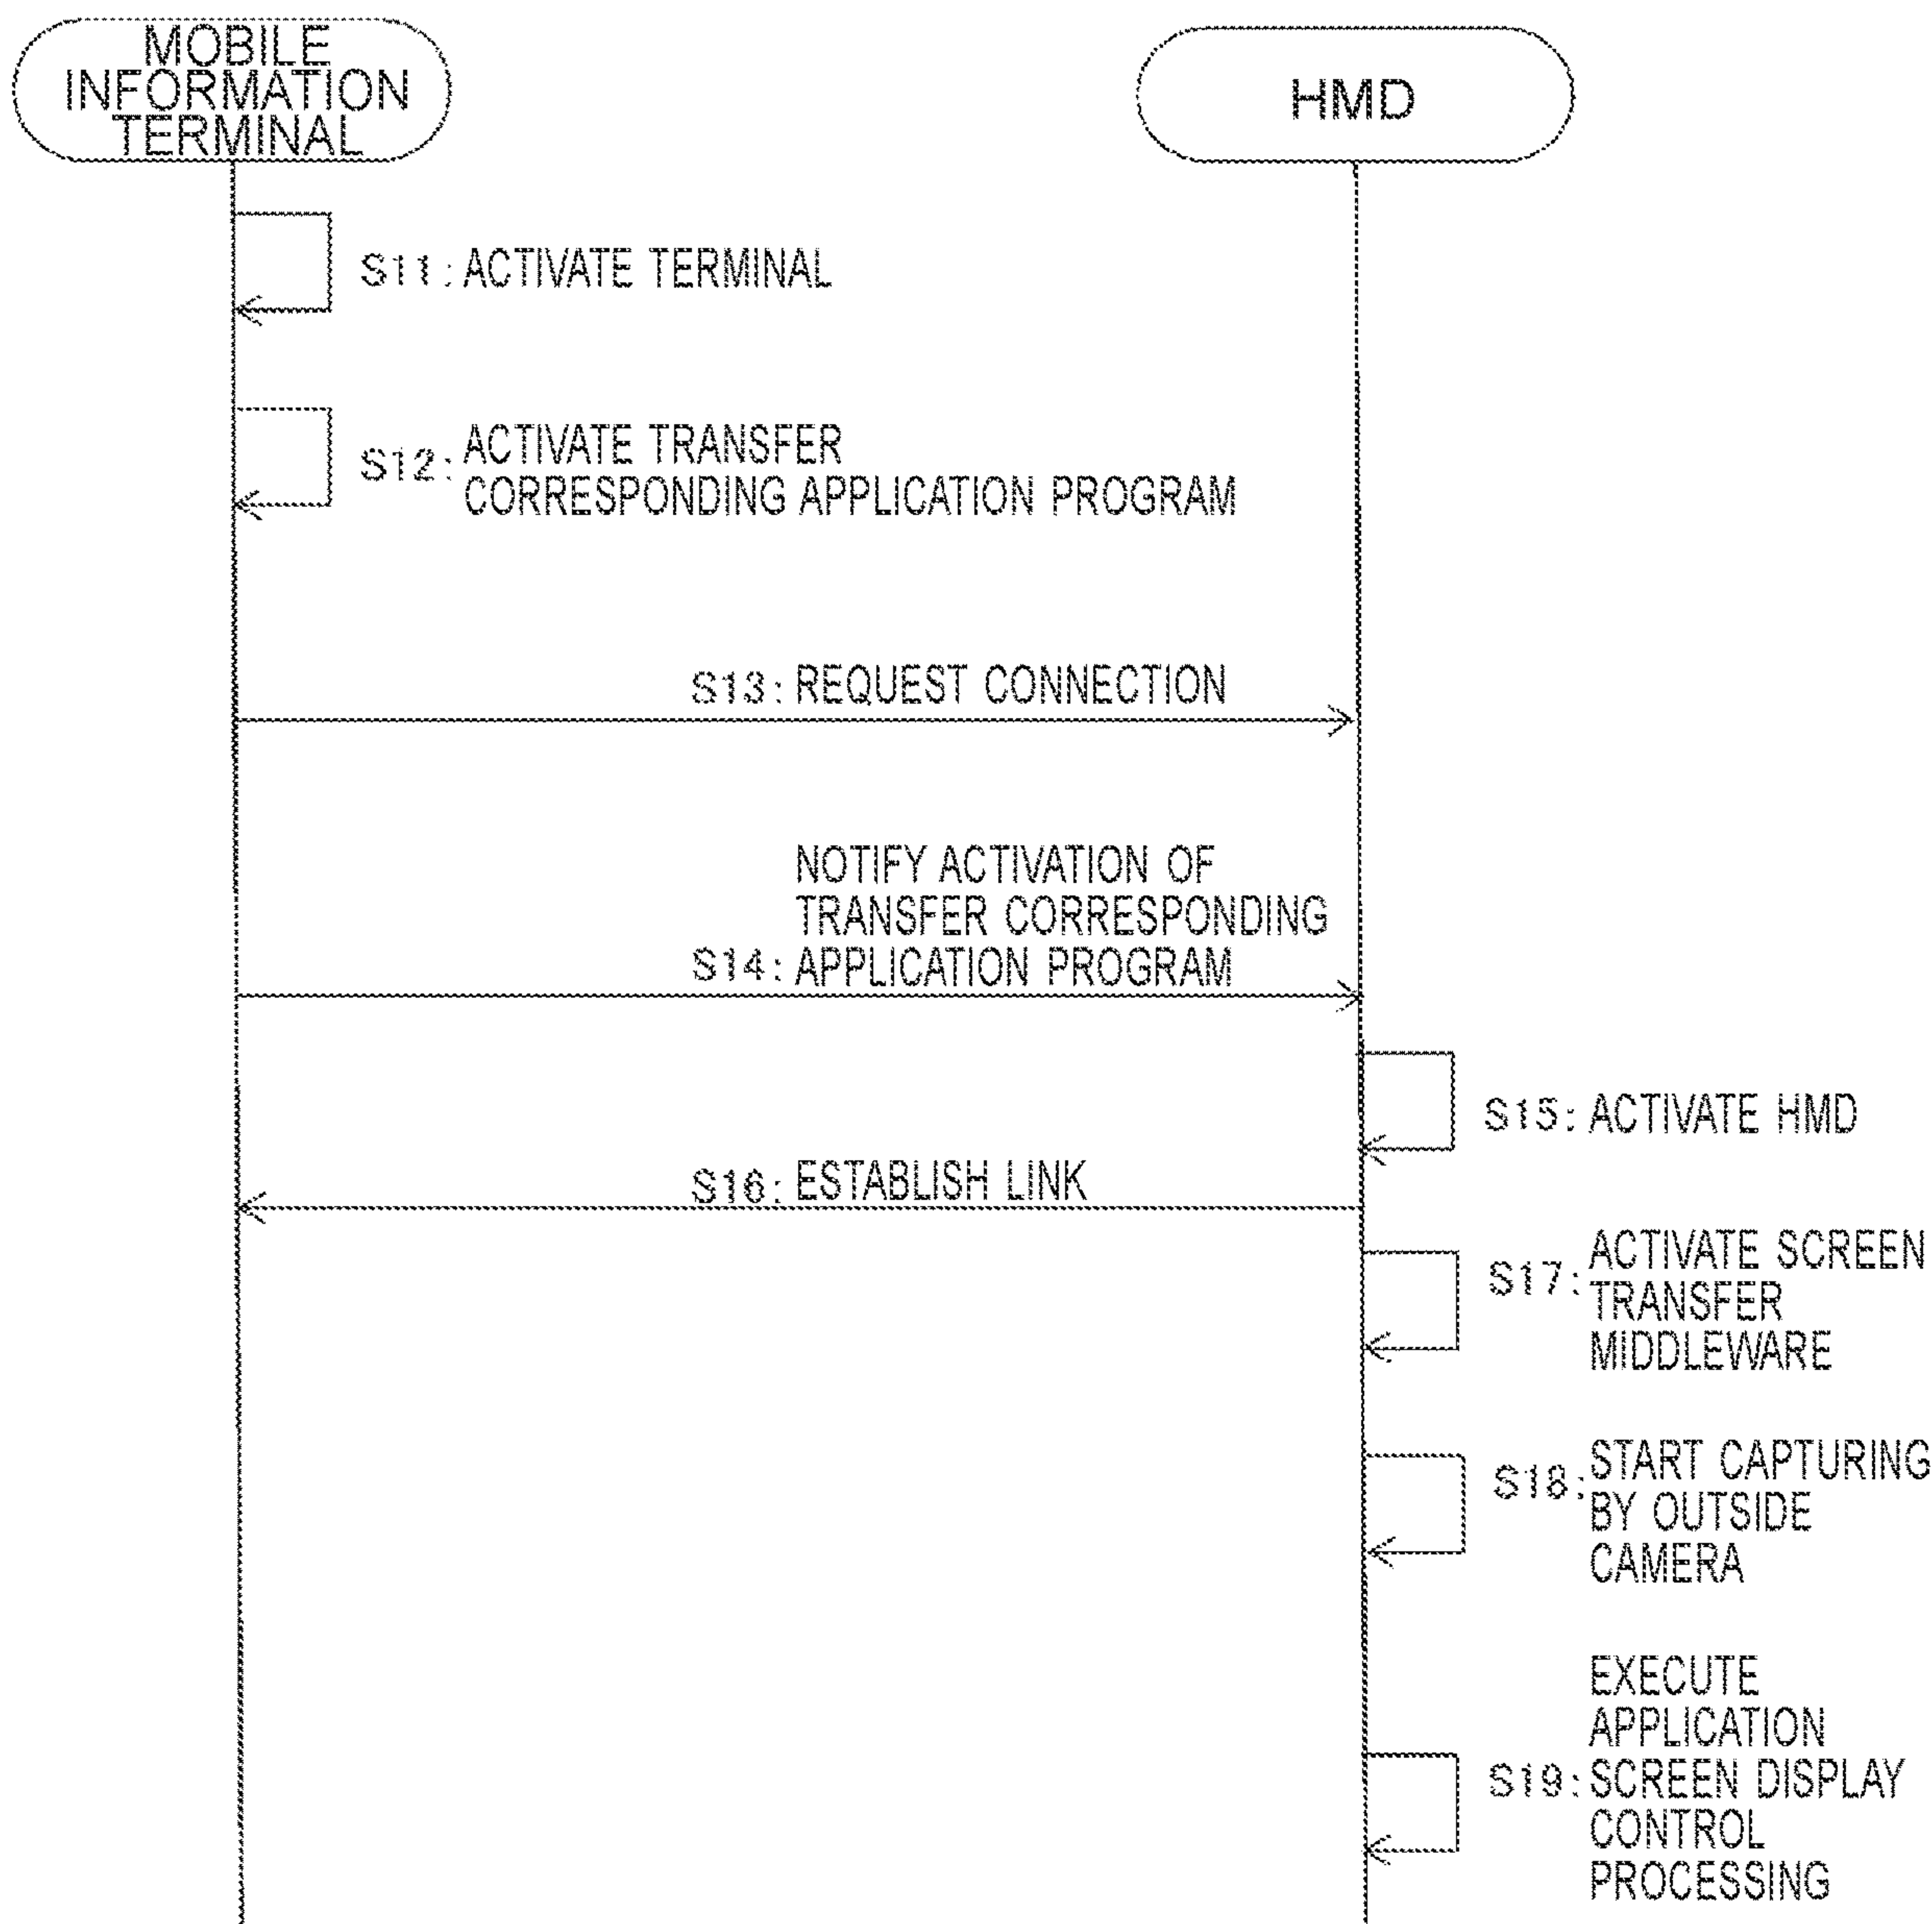 MOBILE
INFORMATION
TERMINAL
HMD
S11: ACTIVATE TERMINAL
S12: ACTIVATE TRANSFER
CORRESPONDING APPLICATION PROGRAM
S13: REQUEST CONNECTION
NOTIFY ACTIVATION OF
TRANSFER CORRESPONDING
S14: APPLICATION PROGRAM
S15: ACTIVATE HMD
S16: ESTABLISH LINK
S17: ACTIVATE SCREEN
TRANSFER
MIDDLEWARE
S18: START CAPTURING
BY OUTSIDE
CAMERA
EXECUTE
APPLICATION
S19: SCREEN DISPLAY
CONTROL
PROCESSING